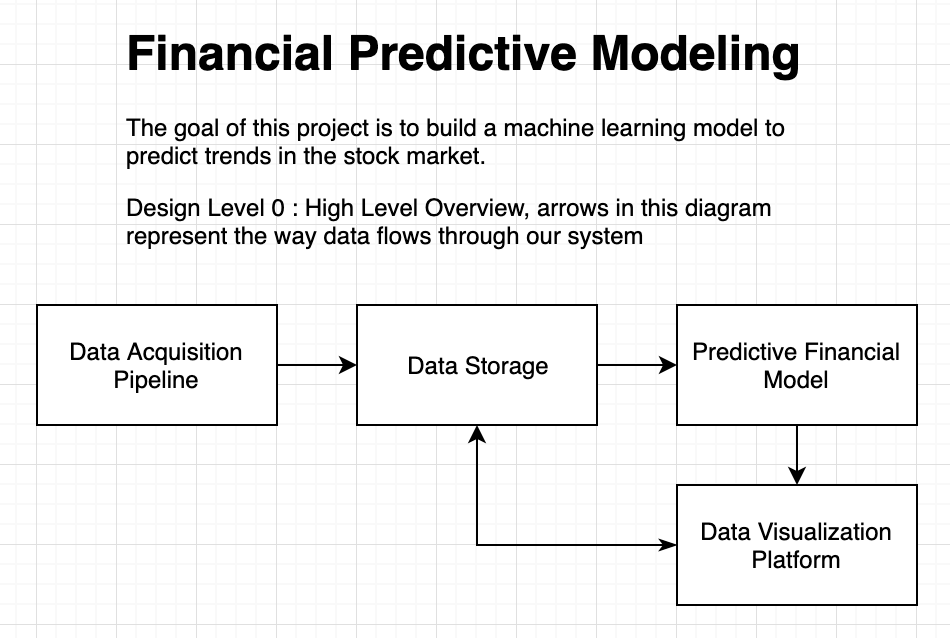 Financial Predictive Modeling
The goal of this project is to build a machine learning model to
predict trends in the stock market.
Design Level 0 : High Level Overview, arrows in this diagram
represent the way data flows through our system
Data Acquisition
Pipeline
Data Storage
Predictive Financial
Model
Data Visualization
Platform